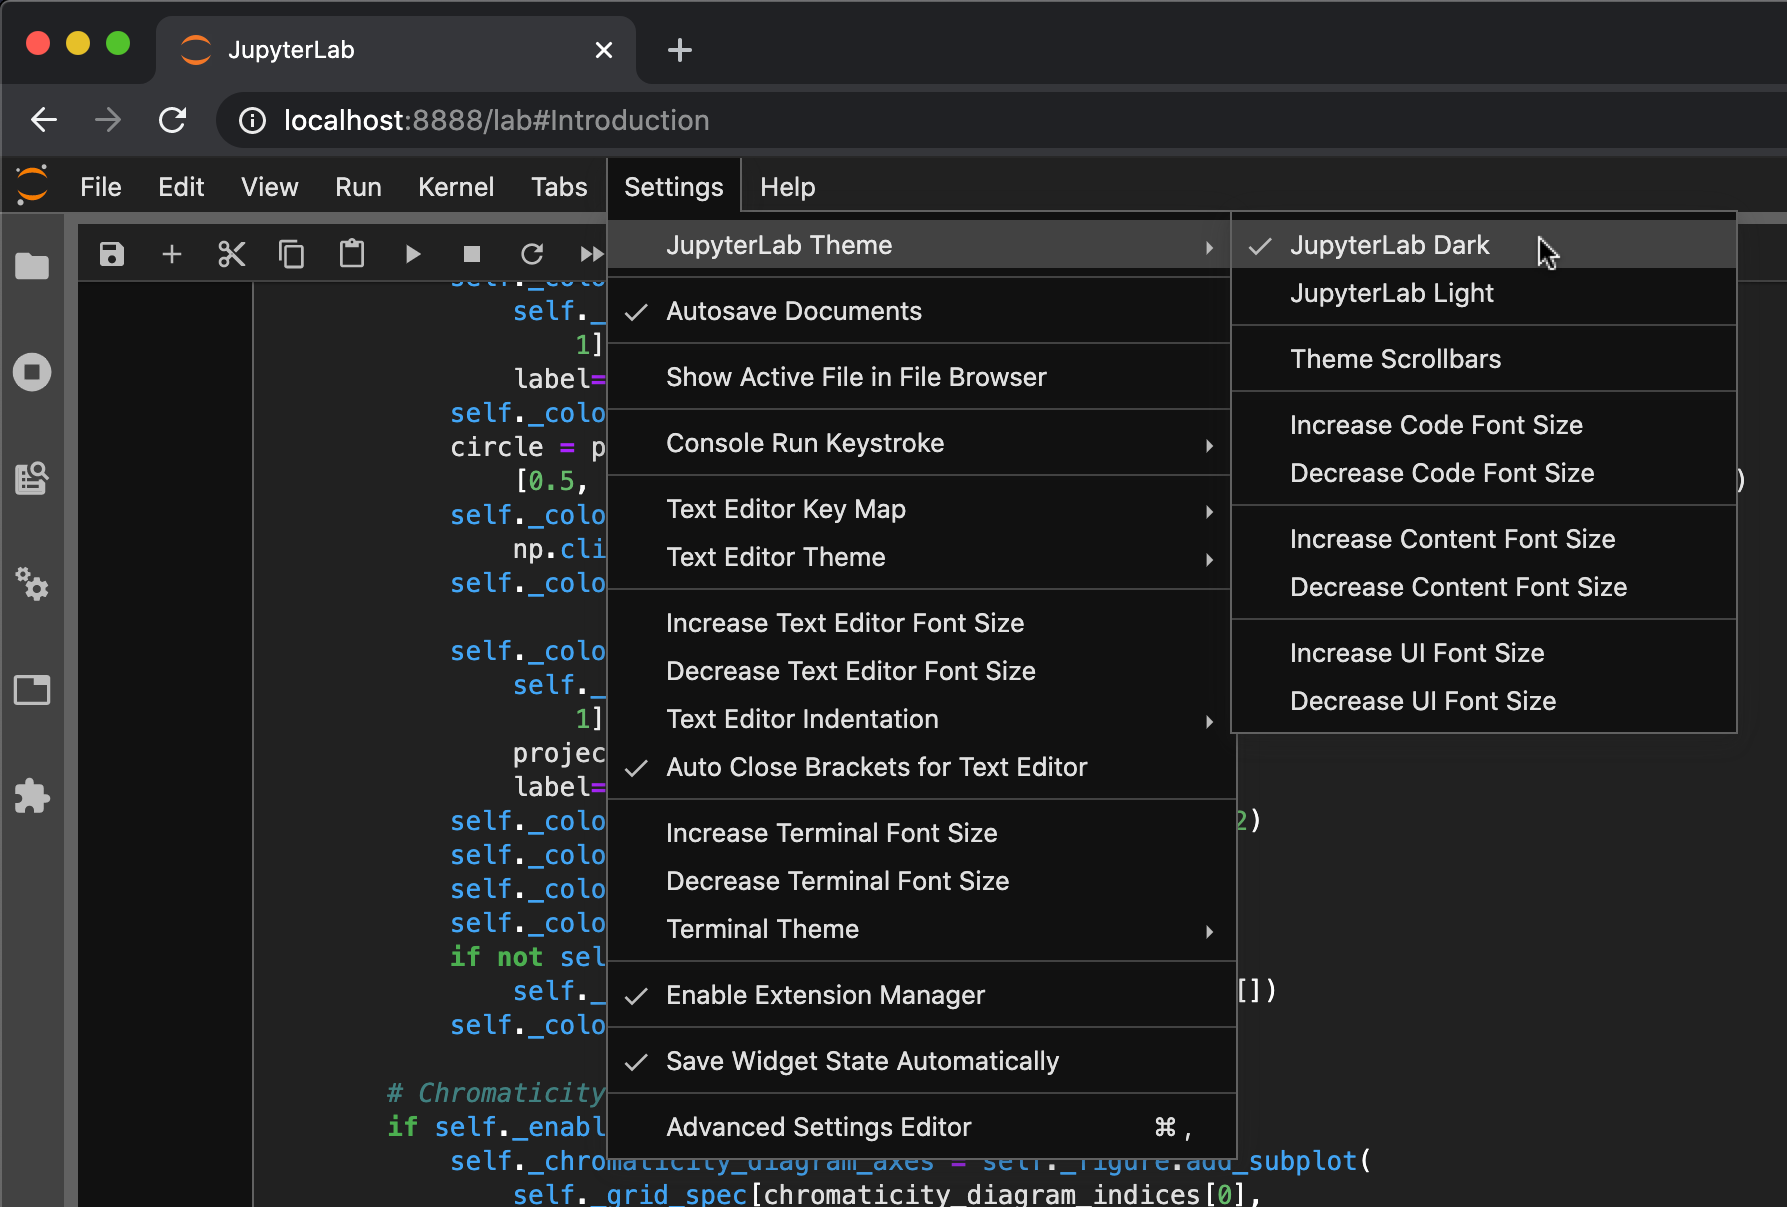 JupyterLab
localhost:8888/lab#Introduction
File Edit View Run Kernel Tabs Settings Help
JupyterLab Theme
Autosave Documents
Show Active File in File Browser
Console Run Keystroke
Text Editor Key Map
Text Editor Theme
Increase Text Editor Font Size
Decrease Text Editor Font Size
Text Editor Indentation
Auto Close Brackets for Text Editor
Increase Terminal Font Size
Decrease Terminal Font Size
Terminal Theme
Enable Extension Manager
Save Widget State Automatically
Advanced Settings Editor ⌘ ,
JupyterLab Dark
JupyterLab Light
Theme Scrollbars
Increase Code Font Size
Decrease Code Font Size
Increase Content Font Size
Decrease Content Font Size
Increase UI Font Size
Decrease UI Font Size
self._colo
self._
1]
label=
self._colo
circle = p
[0.5, )
self._colo
np.cli
self._colo
self._colo
self._
1]
projec
label=
self._colo 2)
self._colo
self._colo
self._colo
if not sel
self._ [])
self._colo
# Chromaticity
if self._enabl
self._chromaticity_diagram_axes = self._figure.add_subplot(
self._grid_spec[chromaticity_diagram_indices[0],